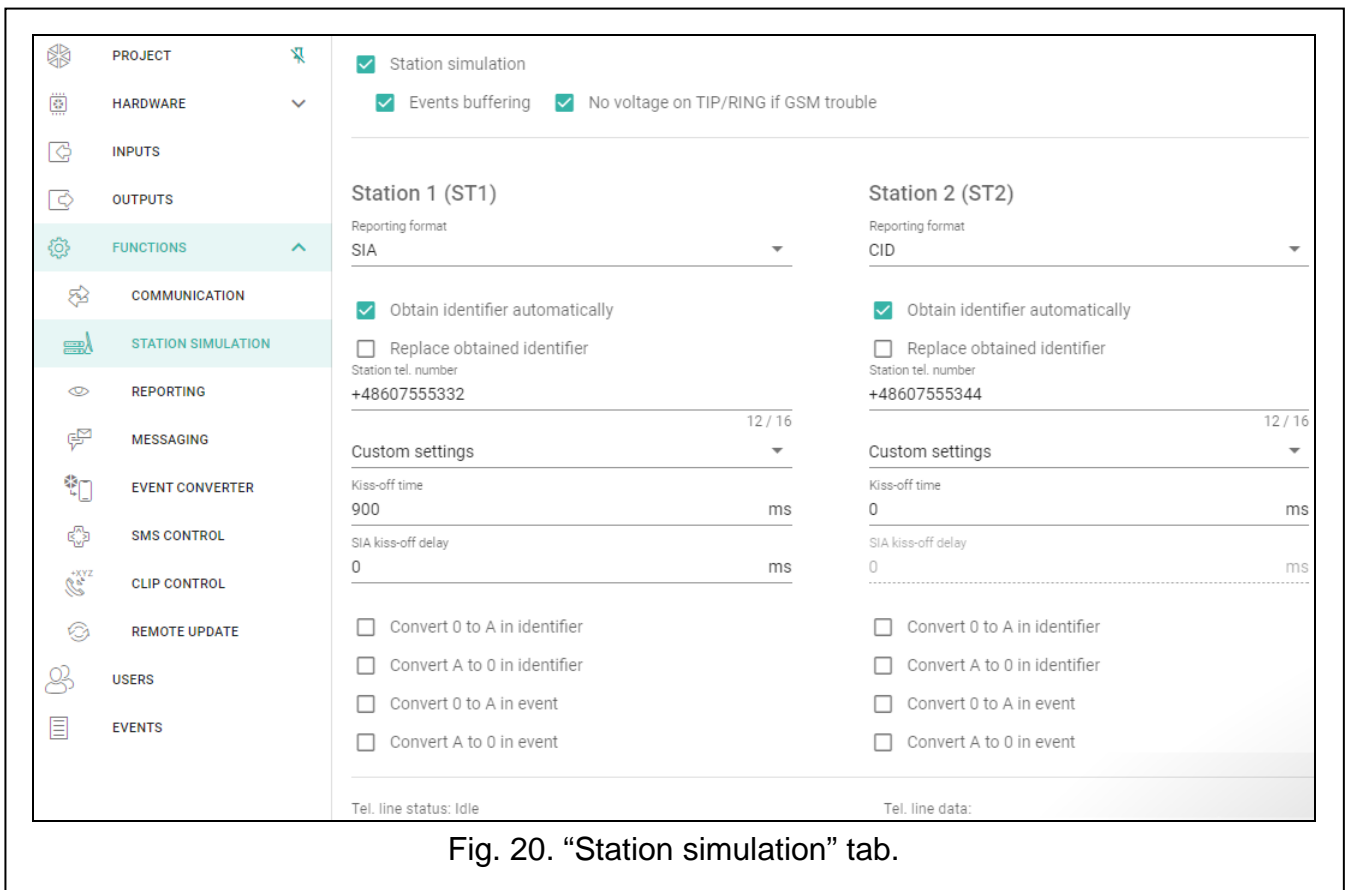 PROJECT
HARDWARE
INPUTS
OUTPUTS
FUNCTIONS
COMMUNICATION
STATION SIMULATION
REPORTING
MESSAGING
EVENT CONVERTER
SMS CONTROL
+XYZ
CLIP CONTROL
REMOTE UPDATE
USERS
EVENTS
Station simulation
Events buffering No voltage on TIP/RING if GSM trouble
Station 1 (ST1)
Reporting format
SIA
Obtain identifier automatically
Replace obtained identifier
Station tel. number
+48607555332
12 / 16
Custom settings
Kiss-off time
900 ms
SIA kiss-off delay
0 ms
Convert 0 to A in identifier
Convert A to 0 in identifier
Convert 0 to A in event
Convert A to 0 in event
Station 2 (ST2)
Reporting format
CID
Obtain identifier automatically
Replace obtained identifier
Station tel. number
+48607555344
12 / 16
Custom settings
Kiss-off time
0 ms
SIA kiss-off delay
0 ms
Convert 0 to A in identifier
Convert A to 0 in identifier
Convert 0 to A in event
Convert A to 0 in event
Tel. line status: Idle
Tel. line data:
Fig. 20. “Station simulation” tab.